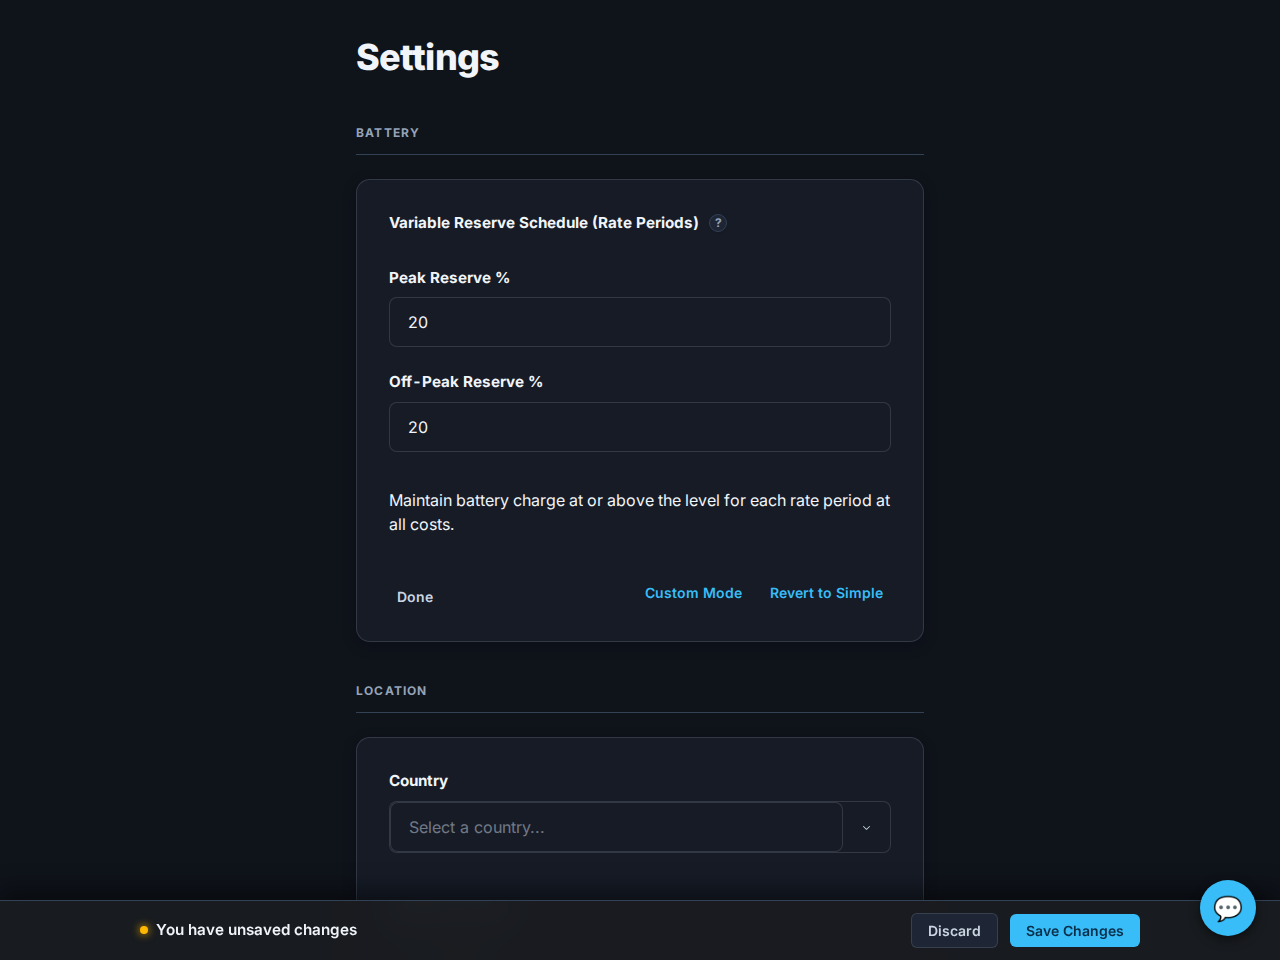 Settings
BATTERY
Variable Reserve Schedule (Rate Periods) ?
Peak Reserve %
20
Off-Peak Reserve %
20
Maintain battery charge at or above the level for each rate period at
all costs.
Done
Custom Mode
Revert to Simple
LOCATION
Country
Select a country...
You have unsaved changes
Discard
Save Changes